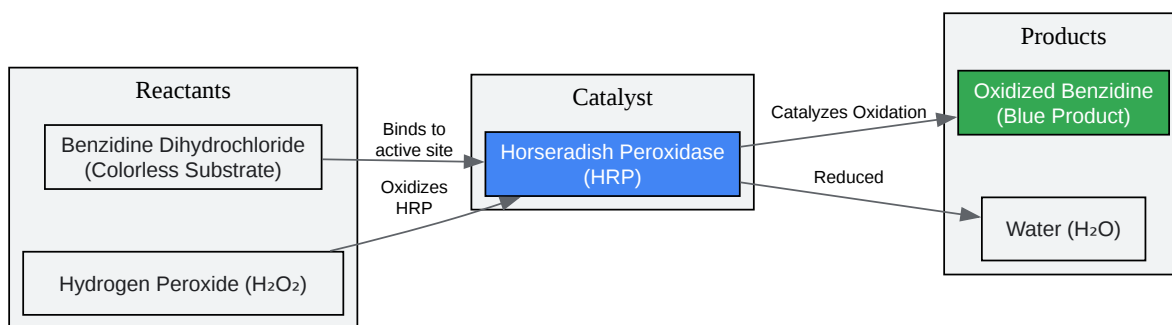 Reactants
Benzidine Dihydrochloride
(Colorless Substrate)
Hydrogen Peroxide (H₂O₂)
Binds to
active site
Oxidizes
HRP
Catalyst
Horseradish Peroxidase
(HRP)
Catalyzes Oxidation
Reduced
Products
Oxidized Benzidine
(Blue Product)
Water (H₂O)